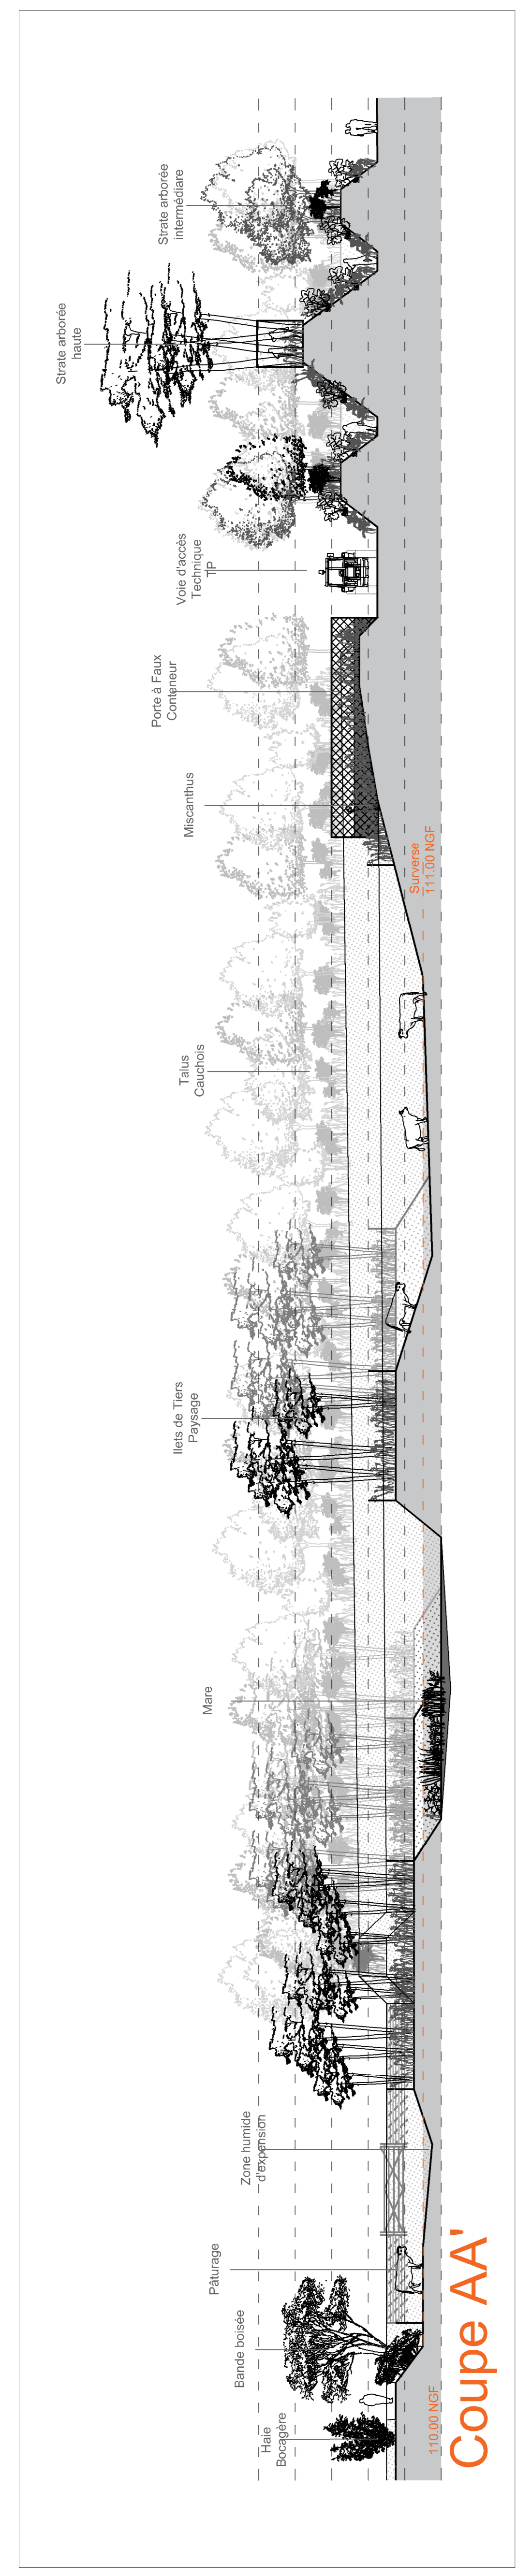 Haie
Bocagère
Bande boisée
Pâturage
Zone humide
d'expension
Mare
Ilets de Tiers
Paysage
Talus
Cauchois
Miscanthus
Porte à Faux
Conteneur
Voie d'accès
Technique
TP
Strate arborée
haute
Strate arborée
intermédiare
Surverse
111.00 NGF
110.00 NGF
Coupe AA'